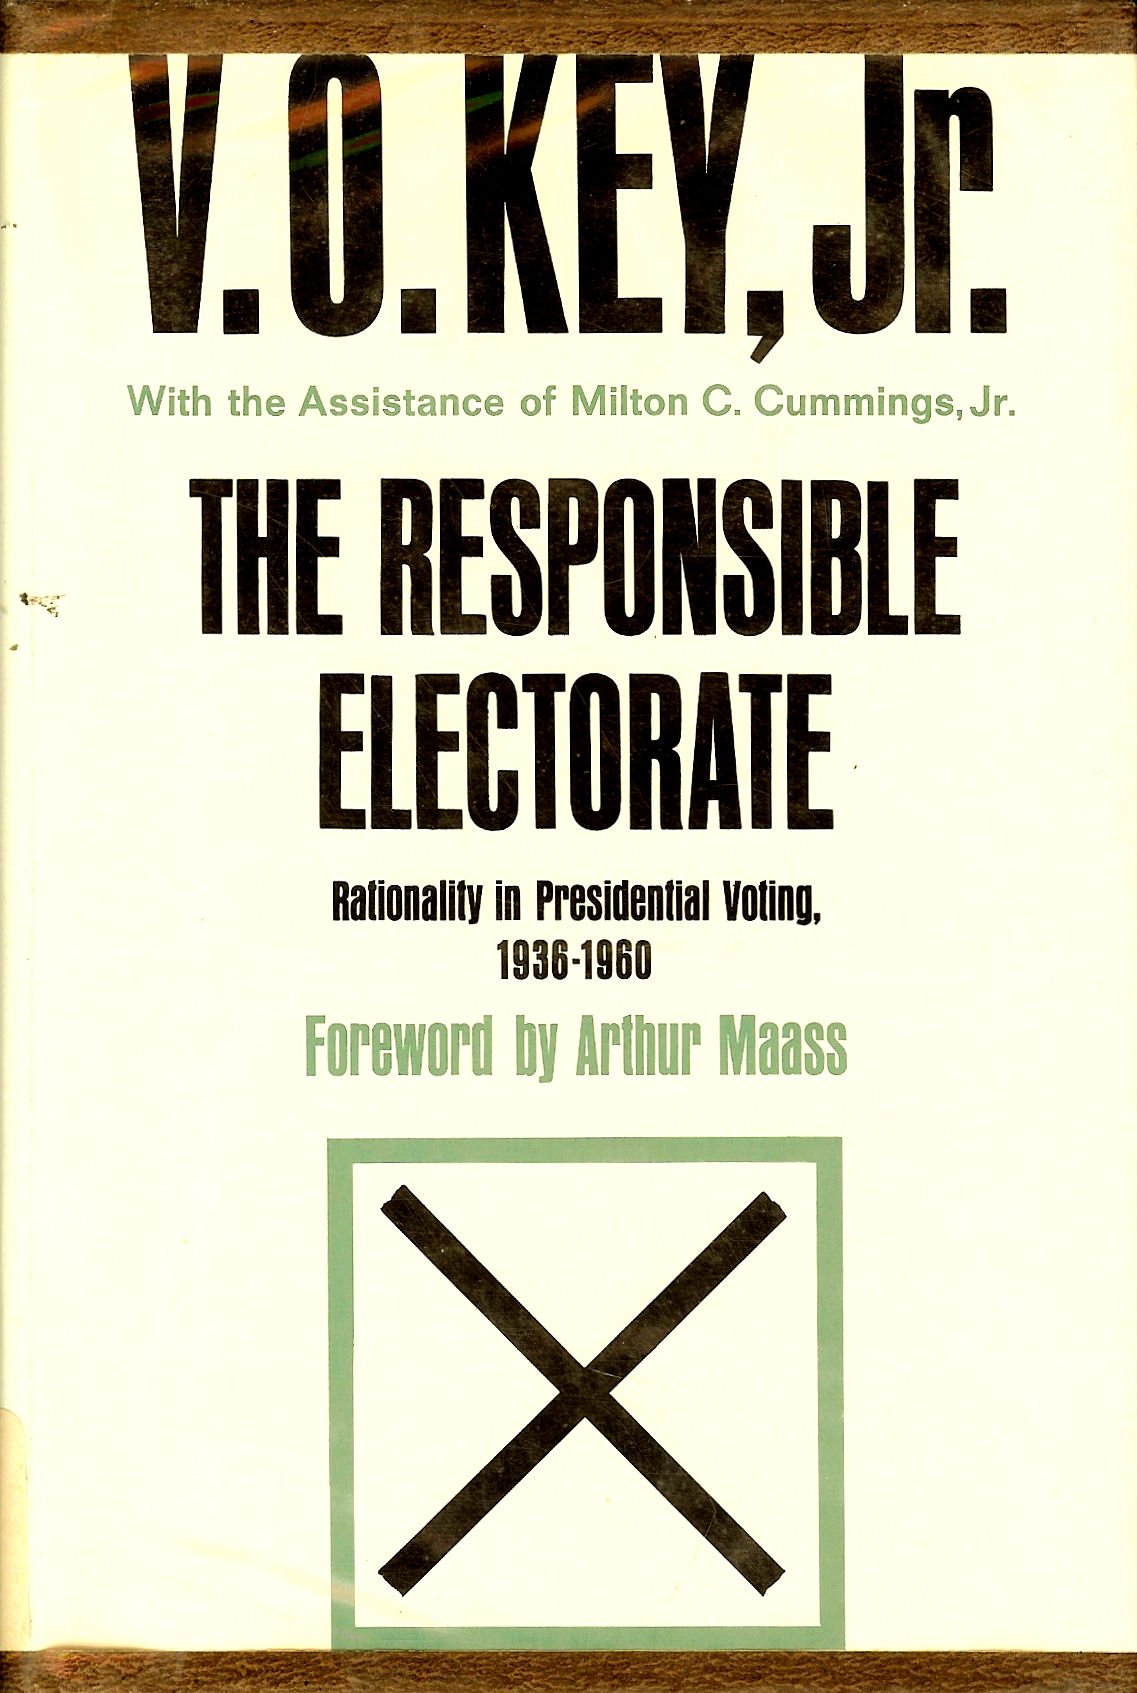 V. O. KEY, Jr.
With the Assistance of Milton C. Cummings, Jr.
THE RESPONSIBLE
ELECTORATE
Rationality in Presidential Voting,
1936-1960
Foreword by Arthur Maass